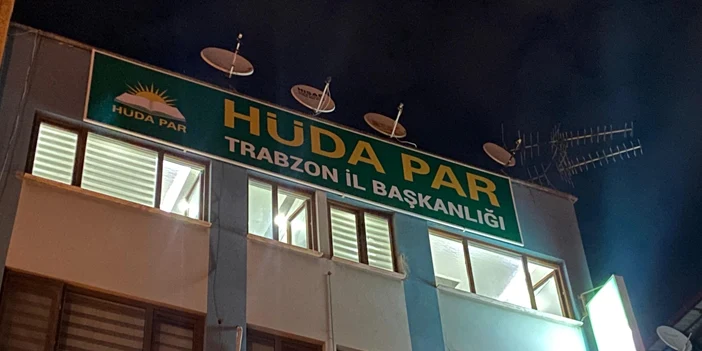 HÜDA PAR
HÜDA PAR
TRABZON İL BAŞKANLIĞI